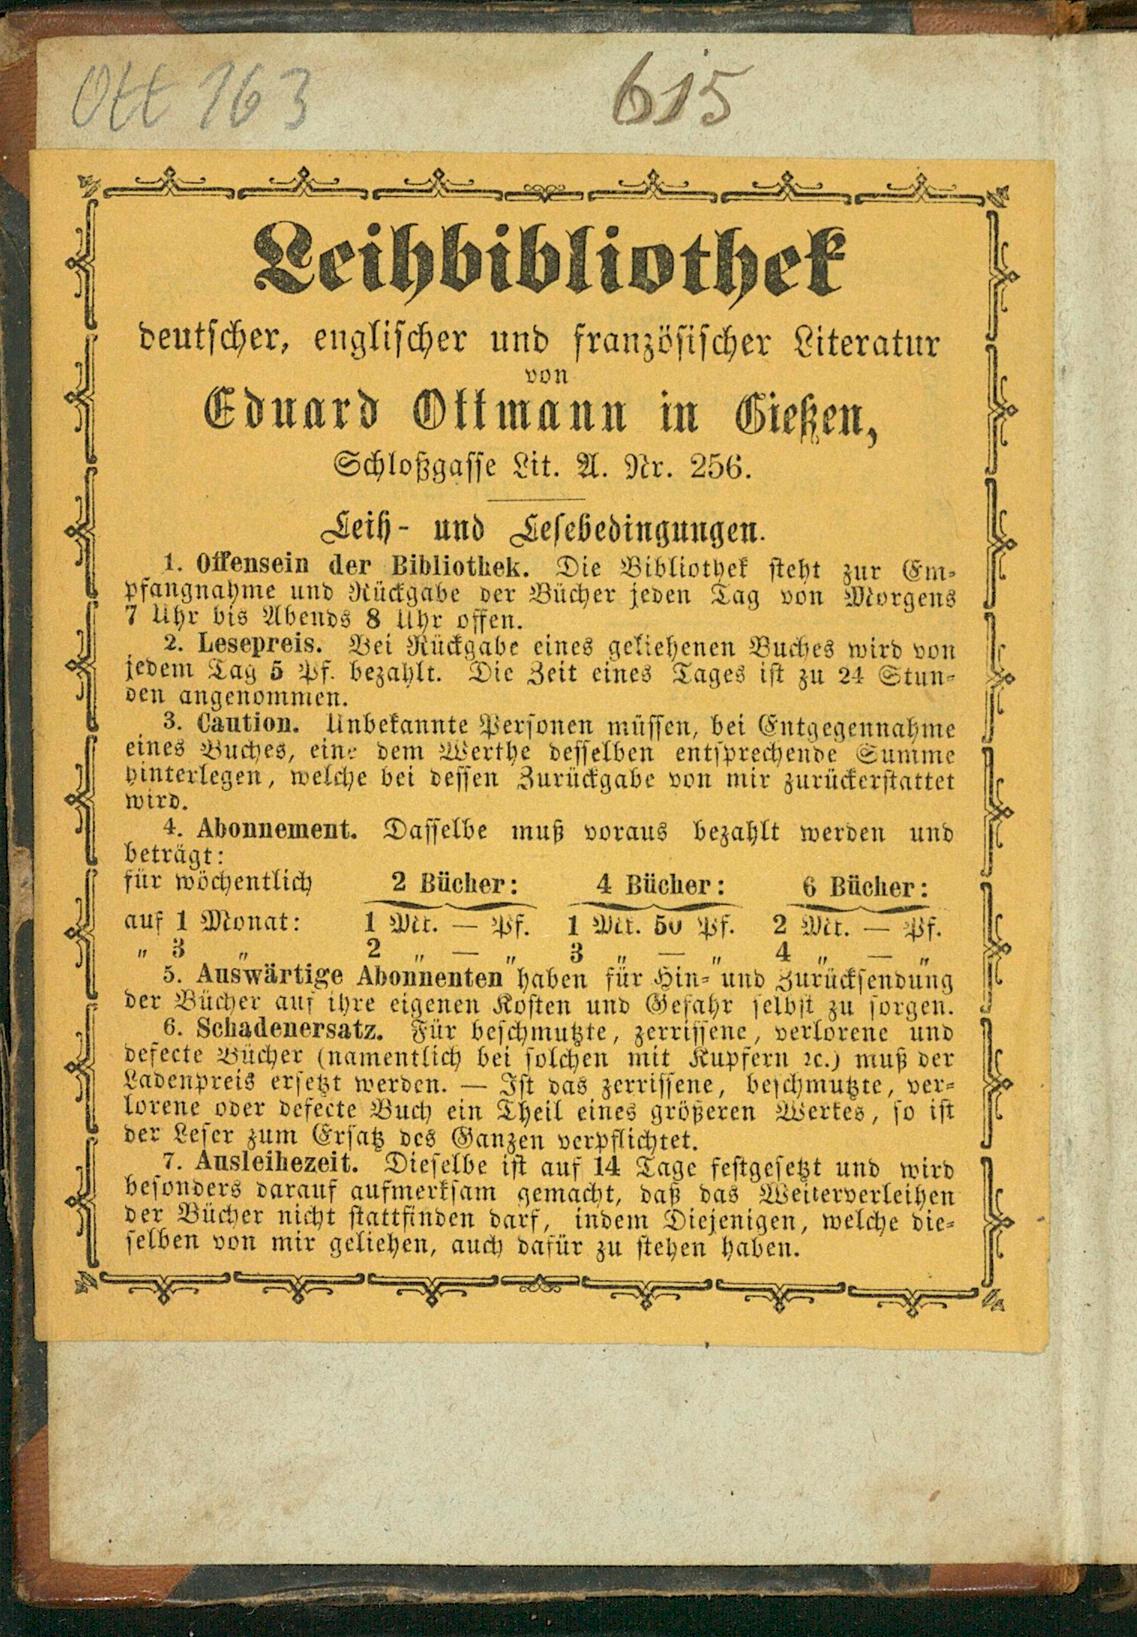 Ott 163 615
Leihbibliothek
deutscher, englischer und französischer Literatur
von
Eduard Ottmann in Gießen,
Schloßgasse Lit. A. Nr. 256.
Leih- und Lesebedingungen.
1. Offensein der Bibliothek. Die Bibliothek steht zur Em-
pfangnahme und Rückgabe der Bücher jeden Tag von Morgens
7 Uhr bis Abends 8 Uhr offen.
2. Lesepreis. Bei Rückgabe eines geliehenen Buches wird von
jedem Tag 5 Pf. bezahlt. Die Zeit eines Tages ist zu 24 Stun-
den angenommen.
3. Caution. Unbekannte Personen müssen, bei Entgegennahme
eines Buches, eine dem Werthe desselben entsprechende Summe
hinterlegen, welche bei dessen Zurückgabe von mir zurückerstattet
wird.
4. Abonnement. Dasselbe muß voraus bezahlt werden und
beträgt:
für wöchentlich 2 Bücher: 4 Bücher: 6 Bücher:
auf 1 Monat: 1 Mk. — Pf. 1 Mk. 50 Pf. 2 Mk. — Pf.
„ 3 „ 2 „ — „ 3 „ — „ 4 „ — „
5. Auswärtige Abonnenten haben für Hin- und Zurücksendung
der Bücher auf ihre eigenen Kosten und Gefahr selbst zu sorgen.
6. Schadenersatz. Für beschmutzte, zerrissene, verlorene und
defecte Bücher (namentlich bei solchen mit Kupfern ꝛc.) muß der
Ladenpreis ersetzt werden. — Ist das zerrissene, beschmutzte, ver-
lorene oder defecte Buch ein Theil eines größeren Werkes, so ist
der Leser zum Ersatz des Ganzen verpflichtet.
7. Ausleihezeit. Dieselbe ist auf 14 Tage festgesetzt und wird
besonders darauf aufmerksam gemacht, daß das Weiterverleihen
der Bücher nicht stattfinden darf, indem Diejenigen, welche die-
selben von mir geliehen, auch dafür zu stehen haben.